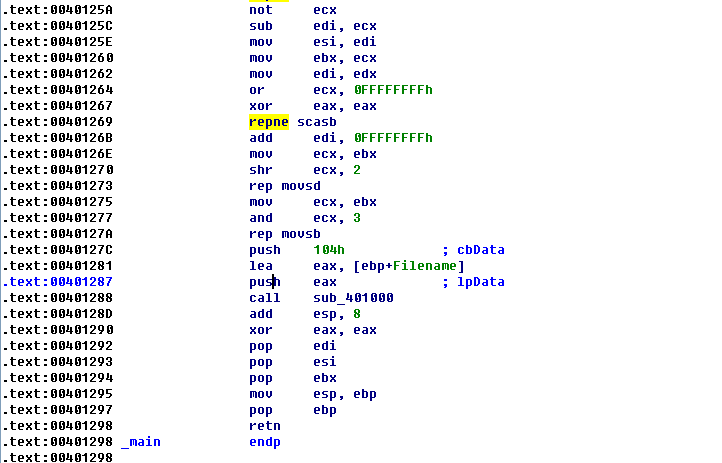 .text:0040125A not ecx
.text:0040125C sub edi, ecx
.text:0040125E mov esi, edi
.text:00401260 mov ebx, ecx
.text:00401262 mov edi, edx
.text:00401264 or ecx, 0FFFFFFFFh
.text:00401267 xor eax, eax
.text:00401269 repne scasb
.text:0040126B add edi, 0FFFFFFFFh
.text:0040126E mov ecx, ebx
.text:00401270 shr ecx, 2
.text:00401273 rep movsd
.text:00401275 mov ecx, ebx
.text:00401277 and ecx, 3
.text:0040127A rep movsb
.text:0040127C push 104h ; cbData
.text:00401281 lea eax, [ebp+Filename]
.text:00401287 push eax ; lpData
.text:00401288 call sub_401000
.text:0040128D add esp, 8
.text:00401290 xor eax, eax
.text:00401292 pop edi
.text:00401293 pop esi
.text:00401294 pop ebx
.text:00401295 mov esp, ebp
.text:00401297 pop ebp
.text:00401298 retn
.text:00401298 _main endp
.text:00401298